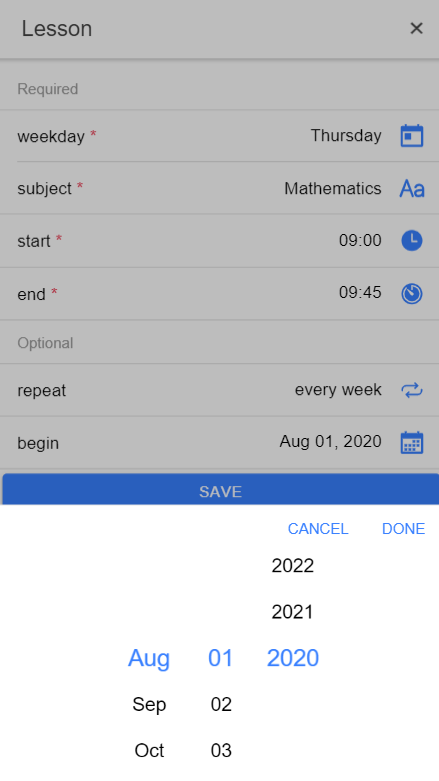 Lesson ×
Required
weekday * Thursday
subject * Mathematics Aa
start * 09:00
end * 09:45
Optional
repeat every week
begin Aug 01, 2020
SAVE
CANCEL DONE
2022
2021
Aug 01 2020
Sep 02
Oct 03